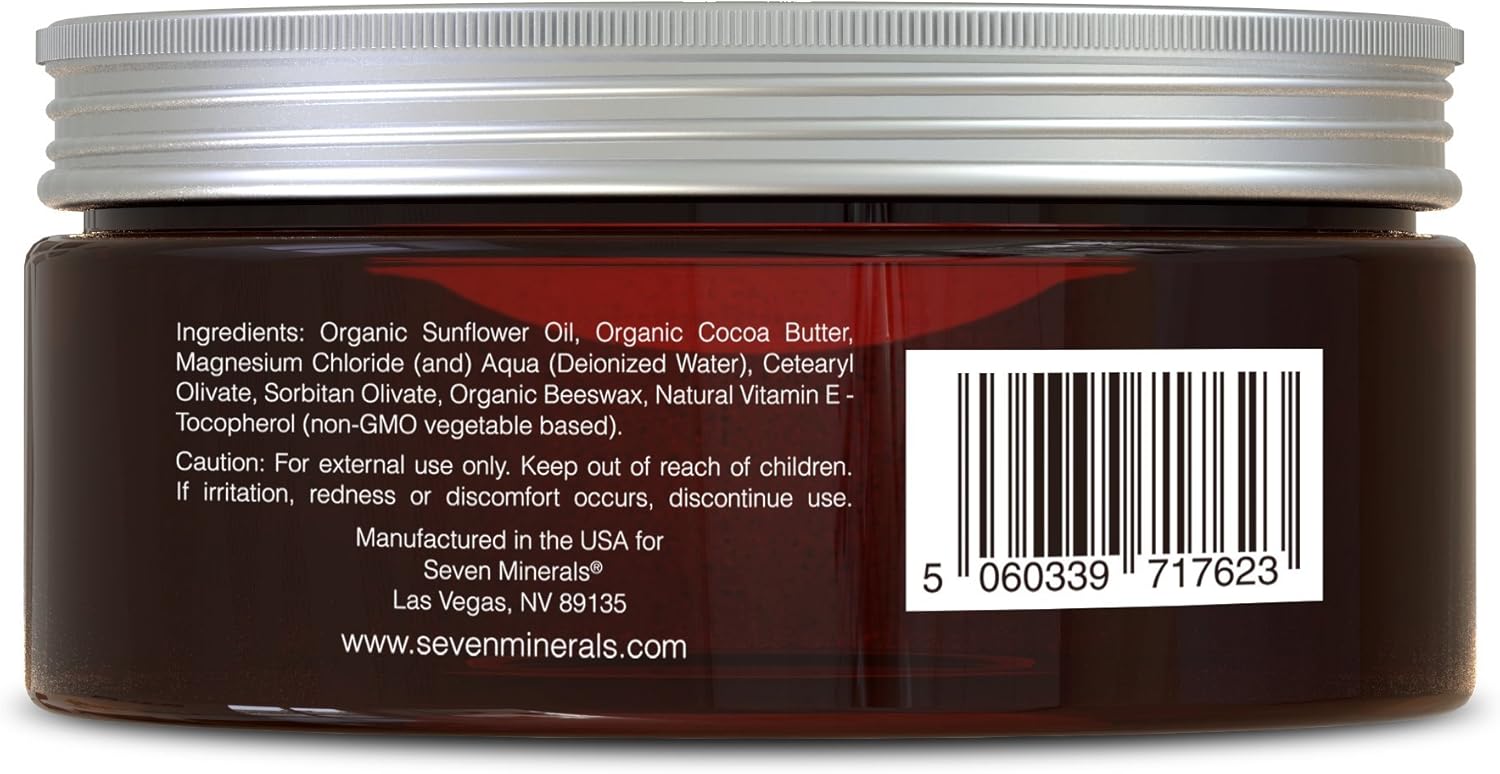 Ingredients: Organic Sunflower Oil, Organic Cocoa Butter,
Magnesium Chloride (and) Aqua (Deionized Water), Cetearyl
Olivate, Sorbitan Olivate, Organic Beeswax, Natural Vitamin E -
Tocopherol (non-GMO vegetable based).
Caution: For external use only. Keep out of reach of children.
If irritation, redness or discomfort occurs, discontinue use.
Manufactured in the USA for
Seven Minerals®
Las Vegas, NV 89135
www.sevenminerals.com
5 060339 717623